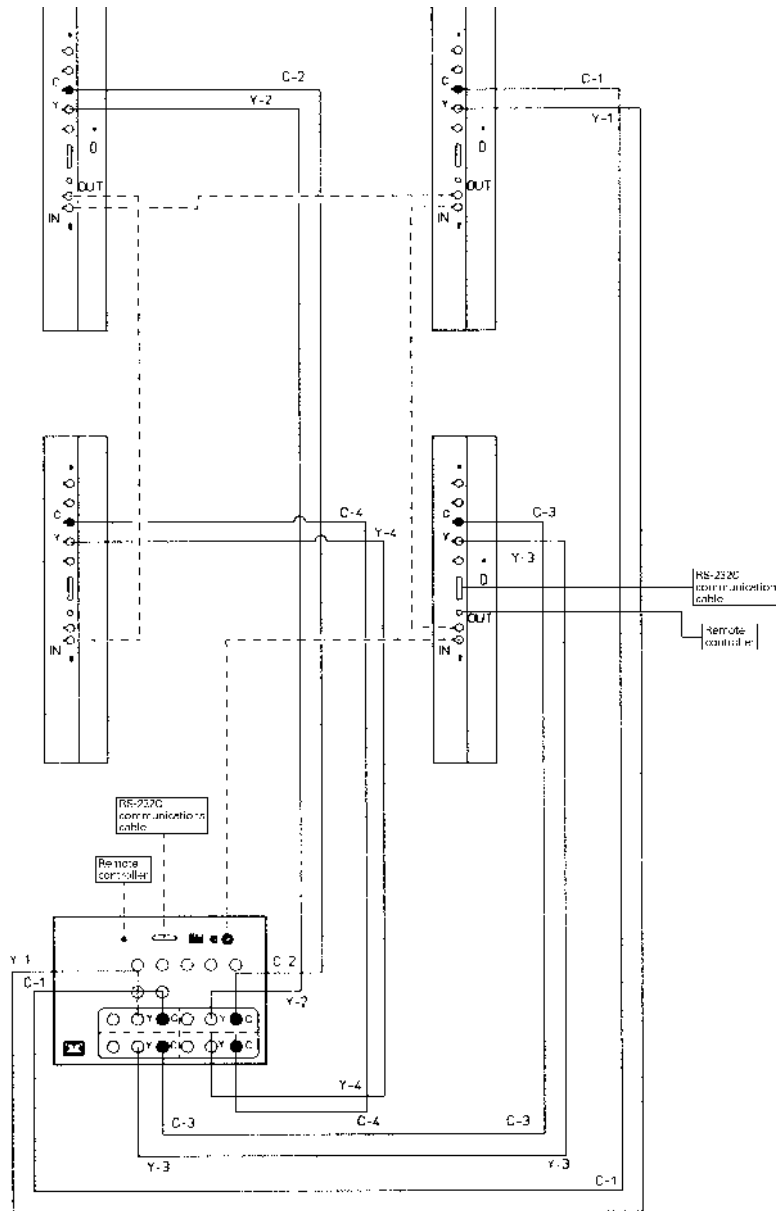 C
C-2
C
C-1
Y
Y-2
Y
Y-1
OUT
OUT
IN
IN
C
C-4
C
C-3
Y
Y-4
Y
Y-3
RS-232C
communications
cable
OUT
Remote
controller
IN
IN
RS-232C
communications
cable
Remote
controller
Y-1
C-2
C-1
Y-2
Y C Y C
Y C Y C
Y-4
C-3
C-4
C-3
Y-3
Y-3
C-1